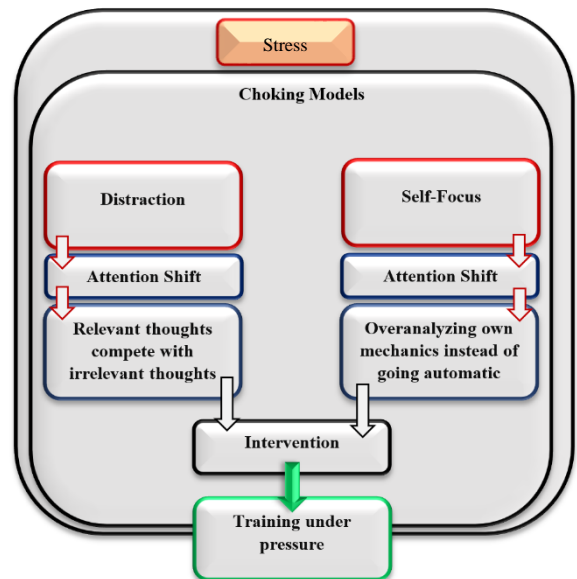 Stress
Choking Models
Distraction
Attention Shift
Relevant thoughts
compete with
irrelevant thoughts
Self-Focus
Attention Shift
Overanalyzing own
mechanics instead of
going automatic
Intervention
Training under
pressure